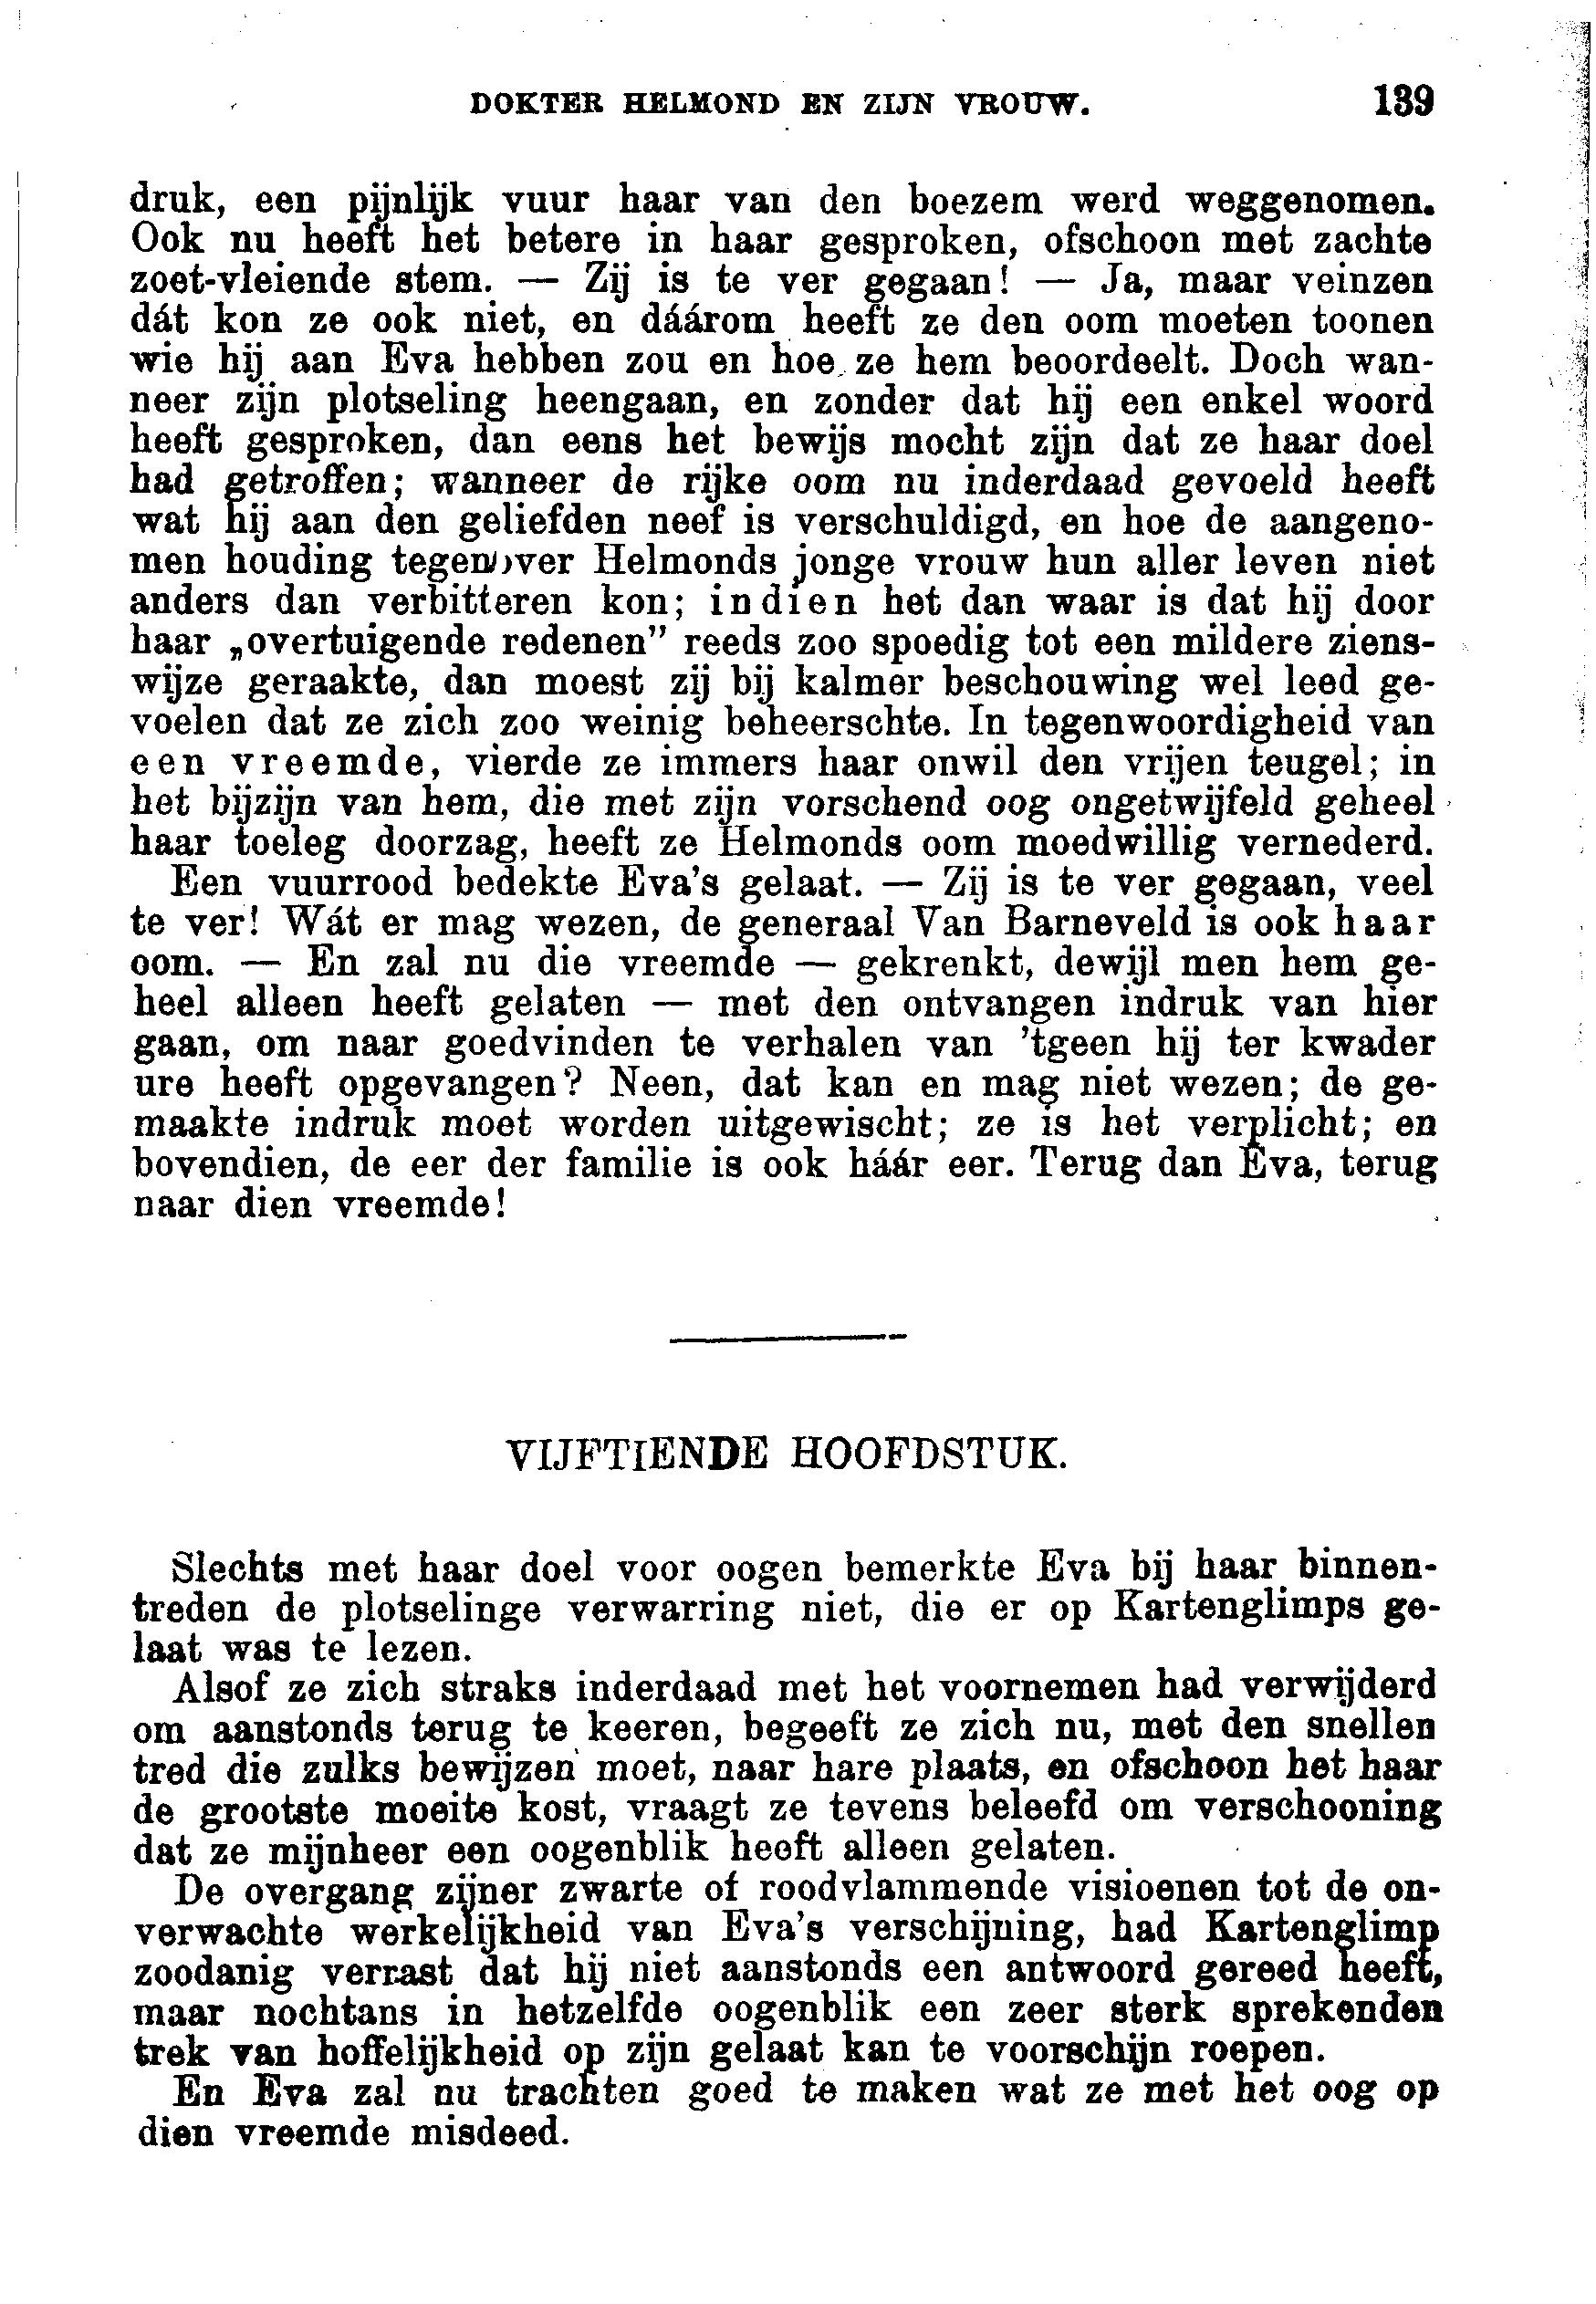 DOKTER HELMOND EN ZIJN VROUW. 139
druk, een pijnlijk vuur haar van den boezem werd weggenomen.
Ook nu heeft het betere in haar gesproken, ofschoon met zachte
zoet-vleiende stem. — Zij is te ver gegaan! — Ja, maar veinzen
dát kon ze ook niet, en dáárom heeft ze den oom moeten toonen
wie hij aan Eva hebben zou en hoe ze hem beoordeelt. Doch wan-
neer zijn plotseling heengaan, en zonder dat hij een enkel woord
heeft gesproken, dan eens het bewijs mocht zijn dat ze haar doel
had getroffen; wanneer de rijke oom nu inderdaad gevoeld heeft
wat hij aan den geliefden neef is verschuldigd, en hoe de aangeno-
men houding tegenover Helmonds jonge vrouw hun aller leven niet
anders dan verbitteren kon; indien het dan waar is dat hij door
haar „overtuigende redenen” reeds zoo spoedig tot een mildere ziens-
wijze geraakte, dan moest zij bij kalmer beschouwing wel leed ge-
voelen dat ze zich zoo weinig beheerschte. In tegenwoordigheid van
een vreemde, vierde ze immers haar onwil den vrijen teugel; in
het bijzijn van hem, die met zijn vorschend oog ongetwijfeld geheel
haar toeleg doorzag, heeft ze Helmonds oom moedwillig vernederd.
Een vuurrood bedekte Eva's gelaat. — Zij is te ver gegaan, veel
te ver! Wát er mag wezen, de generaal Van Barneveld is ook haar
oom. — En zal nu die vreemde — gekrenkt, dewijl men hem ge-
heel alleen heeft gelaten — met den ontvangen indruk van hier
gaan, om naar goedvinden te verhalen van 'tgeen hij ter kwader
ure heeft opgevangen? Neen, dat kan en mag niet wezen; de ge-
maakte indruk moet worden uitgewischt; ze is het verplicht; en
bovendien, de eer der familie is ook háár eer. Terug dan Eva, terug
naar dien vreemde!
VIJFTIENDE HOOFDSTUK.
Slechts met haar doel voor oogen bemerkte Eva bij haar binnen-
treden de plotselinge verwarring niet, die er op Kartenglimps ge-
laat was te lezen.
Alsof ze zich straks inderdaad met het voornemen had verwijderd
om aanstonds terug te keeren, begeeft ze zich nu, met den snellen
tred die zulks bewijzen moet, naar hare plaats, en ofschoon het haar
de grootste moeite kost, vraagt ze tevens beleefd om verschooning
dat ze mijnheer een oogenblik heeft alleen gelaten.
De overgang zijner zwarte of roodvlammende visioenen tot de on-
verwachte werkelijkheid van Eva's verschijning, had Kartenglimp
zoodanig verrast dat hij niet aanstonds een antwoord gereed heeft,
maar nochtans in hetzelfde oogenblik een zeer sterk sprekenden
trek van hoffelijkheid op zijn gelaat kan te voorschijn roepen.
En Eva zal nu trachten goed te maken wat ze met het oog op
dien vreemde misdeed.